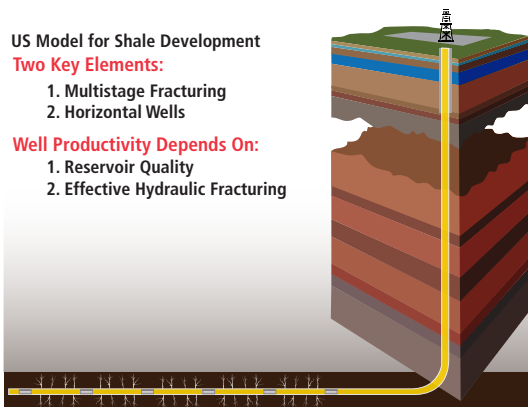 US Model for Shale Development
Two Key Elements:
1. Multistage Fracturing
2. Horizontal Wells
Well Productivity Depends On:
1. Reservoir Quality
2. Effective Hydraulic Fracturing